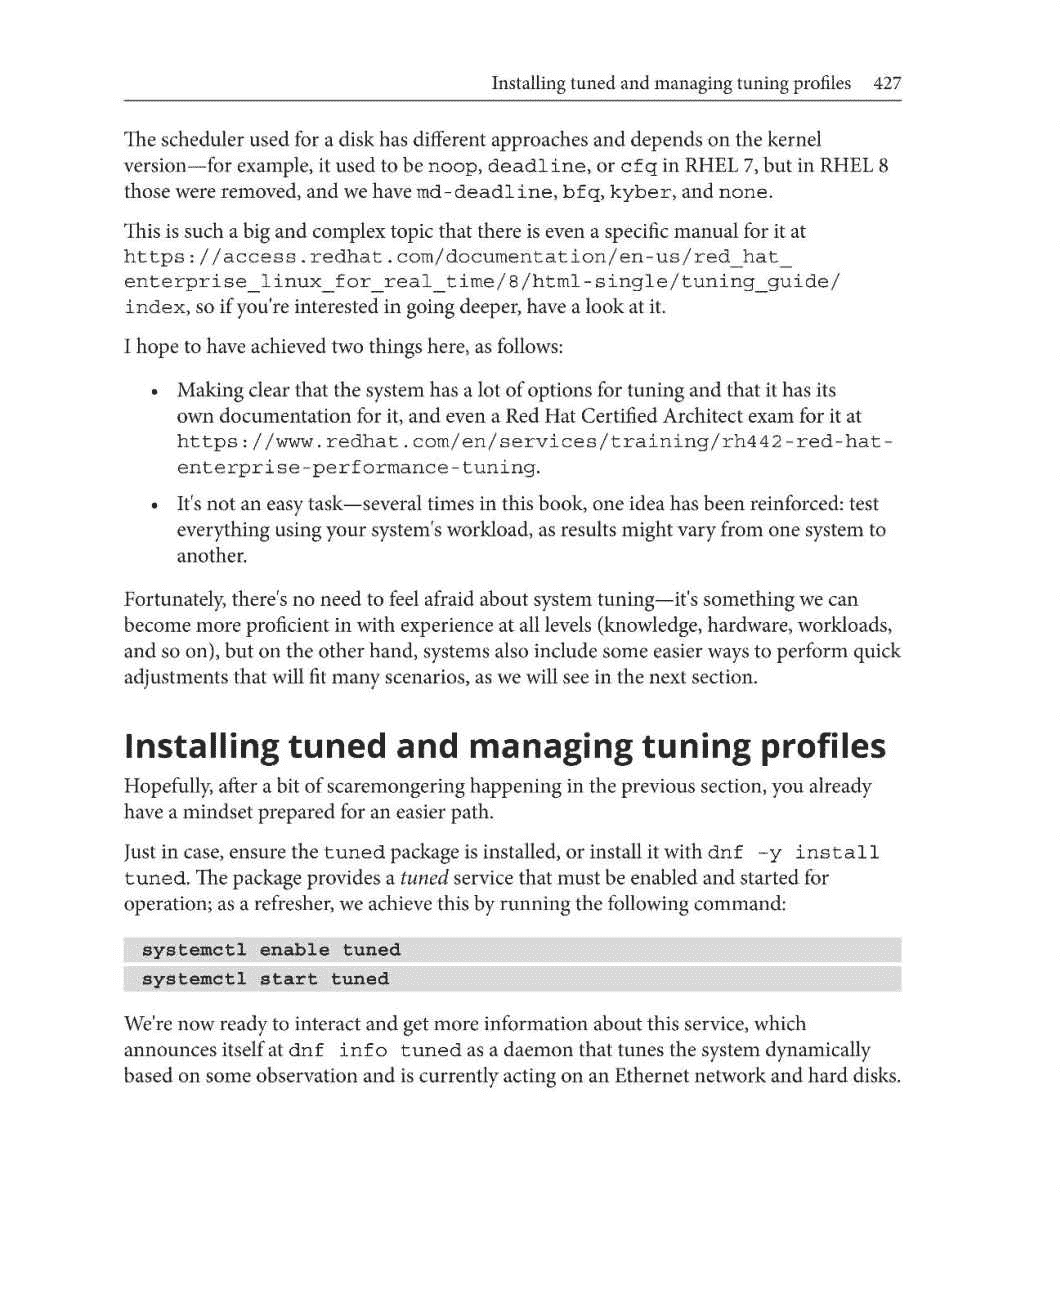 Installing tuned and managing tuning profiles 427
The scheduler used for a disk has different approaches and depends on the kernel
version—for example, it used to be noop, deadline, or cfq in RHEL 7, but in RHEL 8
those were removed, and we have md-deadline, bfq, kyber, and none.
This is such a big and complex topic that there is even a specific manual for it at
https://access.redhat.com/documentation/en-us/red_hat_
enterprise_linux_for_real_time/8/html-single/tuning_guide/
index, so if you're interested in going deeper, have a look at it.
I hope to have achieved two things here, as follows:
• Making clear that the system has a lot of options for tuning and that it has its
own documentation for it, and even a Red Hat Certified Architect exam for it at
https://www.redhat.com/en/services/training/rh442-red-hat-
enterprise-performance-tuning.
• It's not an easy task—several times in this book, one idea has been reinforced: test
everything using your system's workload, as results might vary from one system to
another.
Fortunately, there's no need to feel afraid about system tuning—it's something we can
become more proficient in with experience at all levels (knowledge, hardware, workloads,
and so on), but on the other hand, systems also include some easier ways to perform quick
adjustments that will fit many scenarios, as we will see in the next section.
Installing tuned and managing tuning profiles
Hopefully, after a bit of scaremongering happening in the previous section, you already
have a mindset prepared for an easier path.
Just in case, ensure the tuned package is installed, or install it with dnf -y install
tuned. The package provides a tuned service that must be enabled and started for
operation; as a refresher, we achieve this by running the following command:
systemctl enable tuned
systemctl start tuned
We're now ready to interact and get more information about this service, which
announces itself at dnf info tuned as a daemon that tunes the system dynamically
based on some observation and is currently acting on an Ethernet network and hard disks.